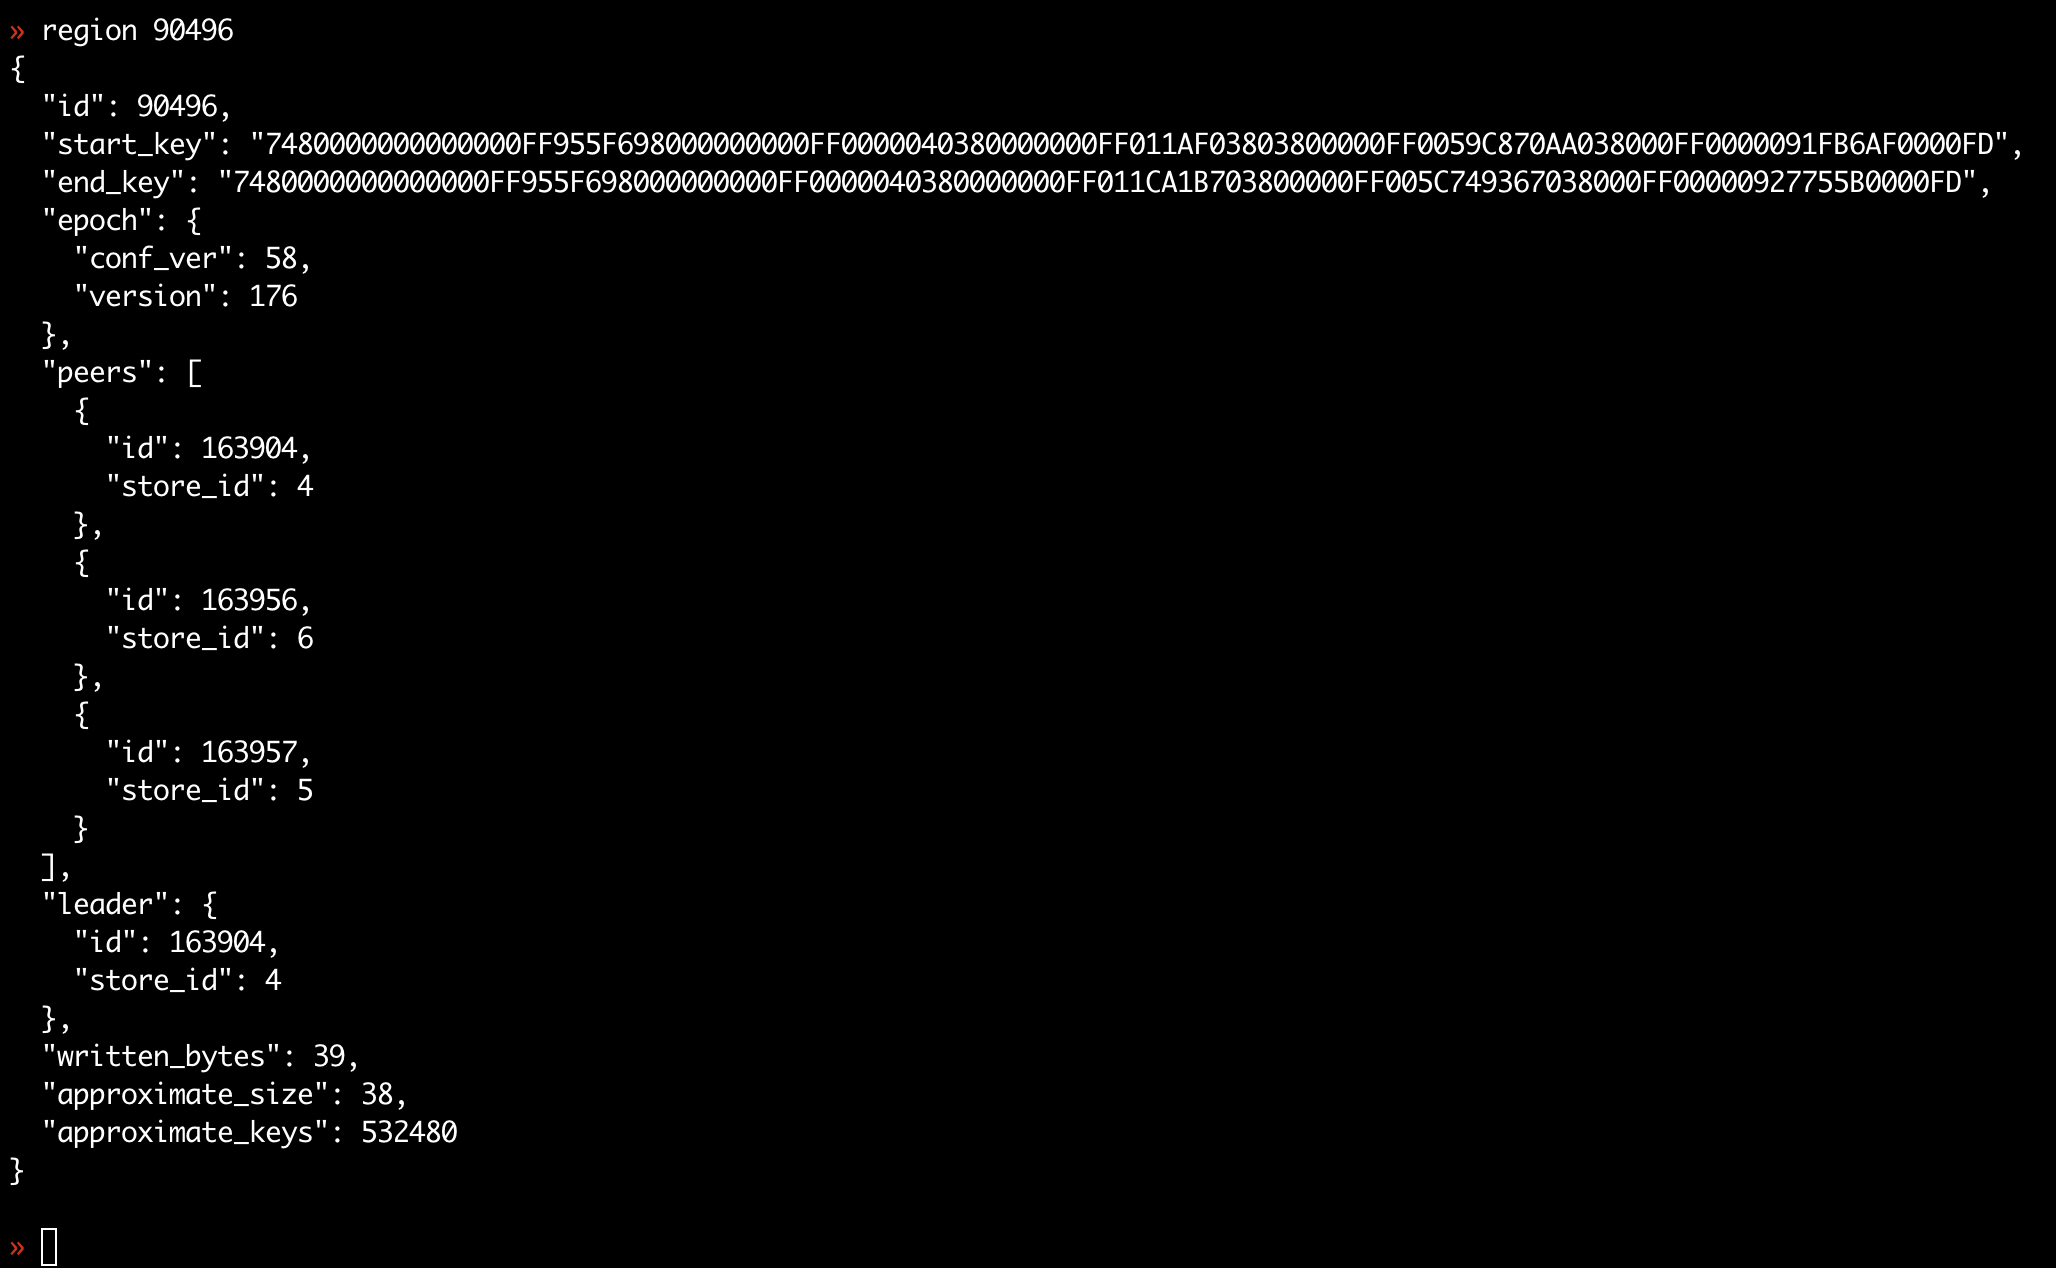 » region 90496
{
  "id": 90496,
  "start_key": "7480000000000000FF955F698000000000FF0000040380000000FF011AF03803800000FF0059C870AA038000FF0000091FB6AF0000FD",
  "end_key": "7480000000000000FF955F698000000000FF0000040380000000FF011CA1B703800000FF005C749367038000FF00000927755B0000FD",
  "epoch": {
    "conf_ver": 58,
    "version": 176
  },
  "peers": [
    {
      "id": 163904,
      "store_id": 4
    },
    {
      "id": 163956,
      "store_id": 6
    },
    {
      "id": 163957,
      "store_id": 5
    }
  ],
  "leader": {
    "id": 163904,
    "store_id": 4
  },
  "written_bytes": 39,
  "approximate_size": 38,
  "approximate_keys": 532480
}
»